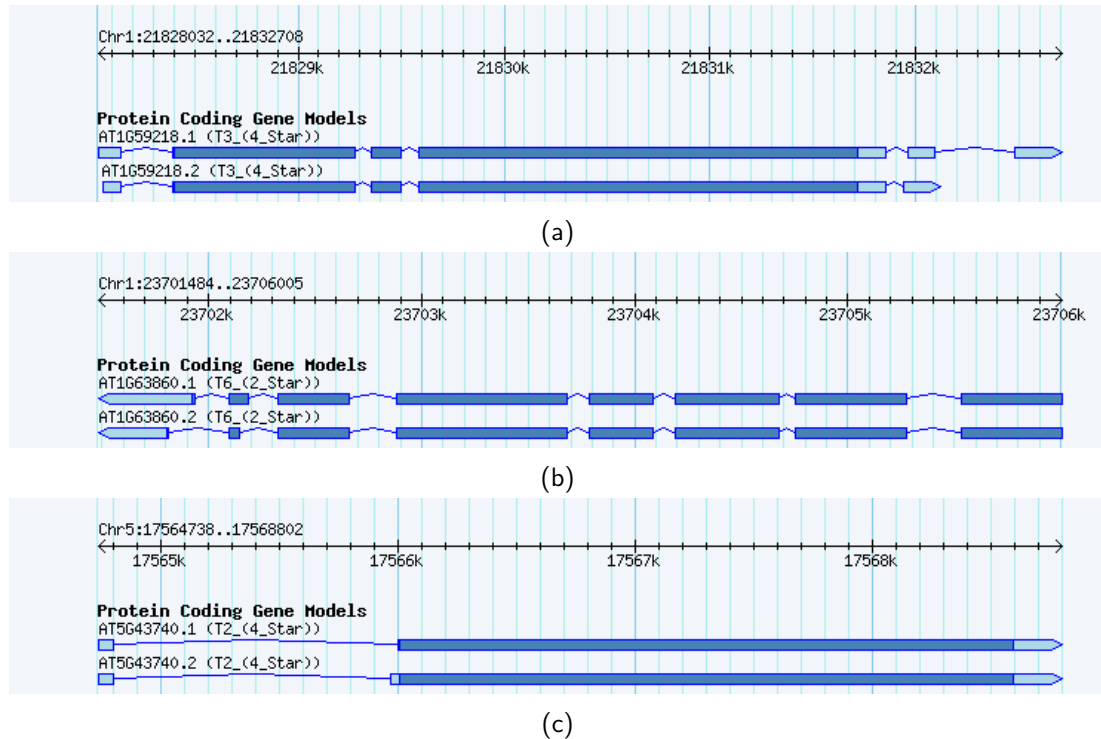 Chr1:21828032..21832708
21829k 21830k 21831k 21832k
Protein Coding Gene Models
AT1G59218.1 (T3_(4_Star))
AT1G59218.2 (T3_(4_Star))
(a)
Chr1:23701484..23706005
23702k 23703k 23704k 23705k 23706k
Protein Coding Gene Models
AT1G63860.1 (T6_(2_Star))
AT1G63860.2 (T6_(2_Star))
(b)
Chr5:17564738..17568802
17565k 17566k 17567k 17568k
Protein Coding Gene Models
AT5G43740.1 (T2_(4_Star))
AT5G43740.2 (T2_(4_Star))
(c)